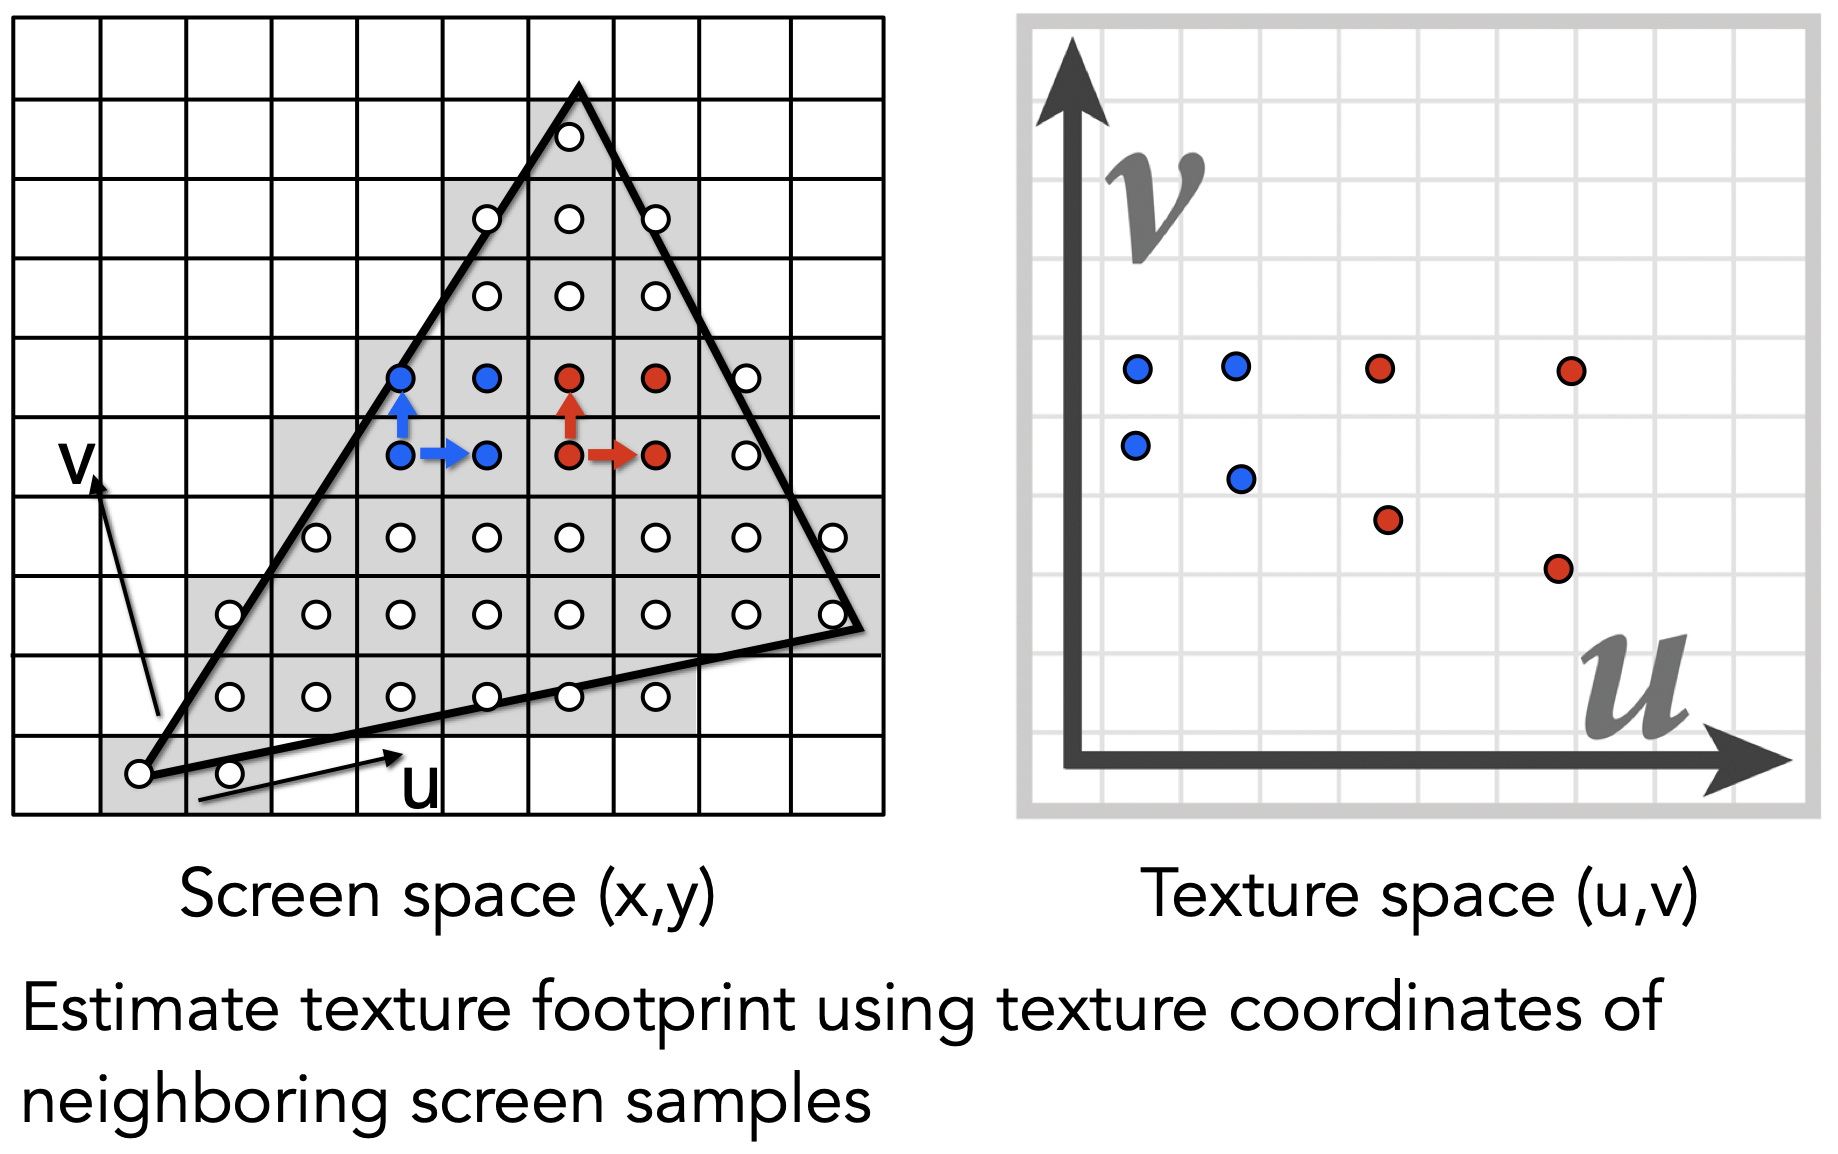 v
u
v
u
Screen space (x,y)
Texture space (u,v)
Estimate texture footprint using texture coordinates of
neighboring screen samples